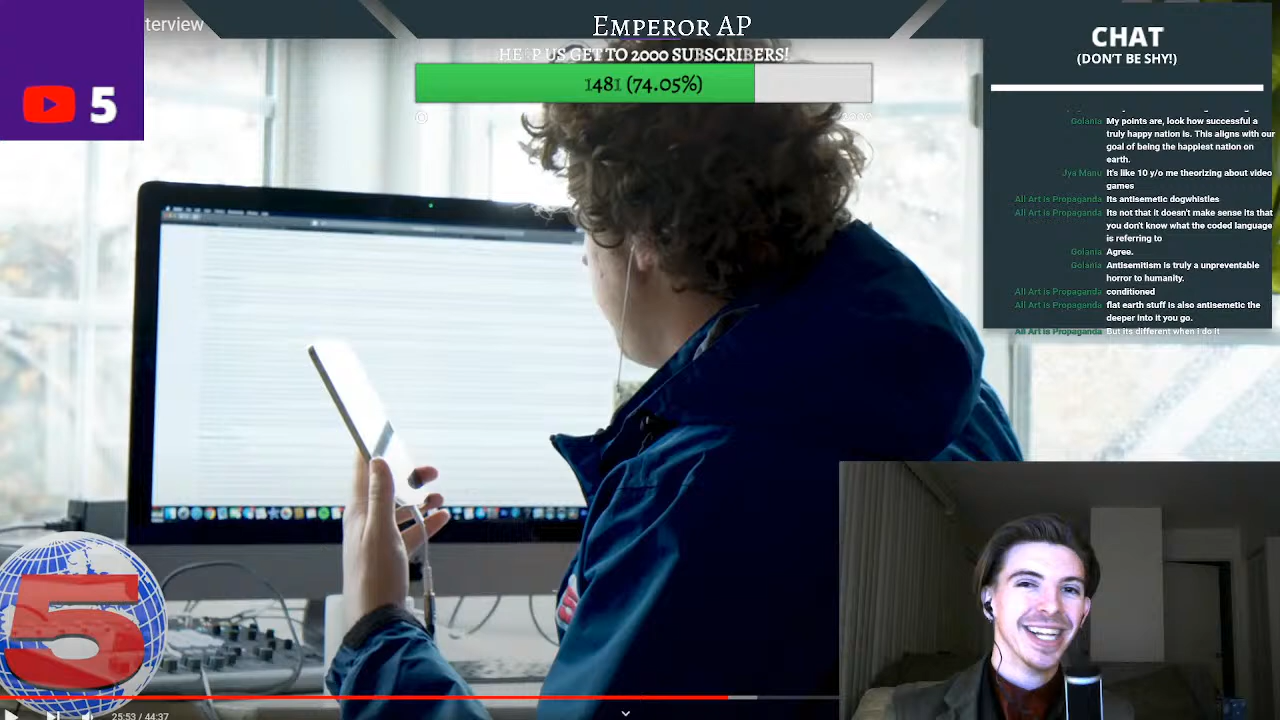 terview
5
EMPEROR AP
HELP US GET TO 2000 SUBSCRIBERS!
1481 (74.05%)
0
2000
CHAT
(DON'T BE SHY!)
Golania My points are, look how successful a
truly happy nation is. This aligns with our
goal of being the happiest nation on
earth.
Jya Manu It's like 10 y/o me theorizing about video
games
All Art is Propaganda Its antisemetic dogwhistles
All Art is Propaganda Its not that it doesn't make sense its that
you don't know what the coded language
is referring to
Golania Agree.
Golania Antisemitism is truly a unpreventable
horror to humanity.
All Art is Propaganda conditioned
All Art is Propaganda flat earth stuff is also antisemetic the
deeper into it you go.
All Art is Propaganda But its different when I do it
5
25:53 / 44:37